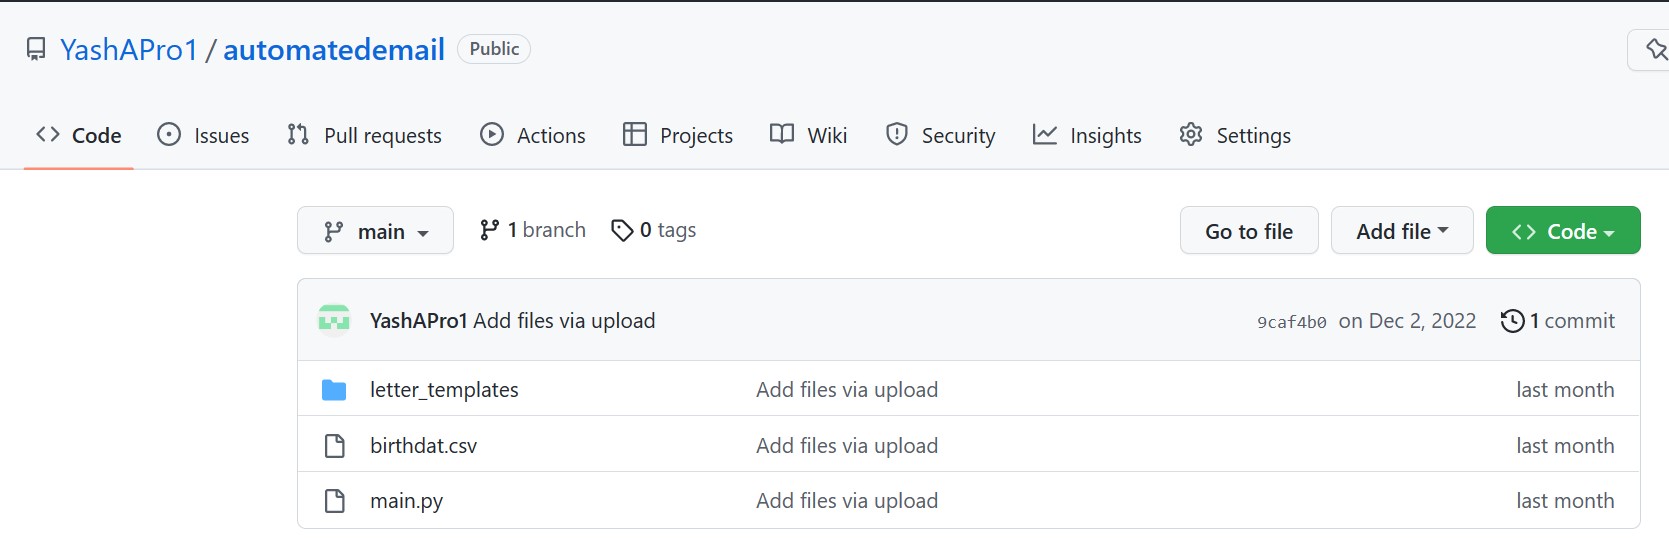 YashAPro1 / automatedemail Public
Code Issues Pull requests Actions Projects Wiki Security Insights Settings
main 1 branch 0 tags Go to file Add file Code
YashAPro1 Add files via upload 9caf4b0 on Dec 2, 2022 1 commit
letter_templates Add files via upload last month
birthdat.csv Add files via upload last month
main.py Add files via upload last month